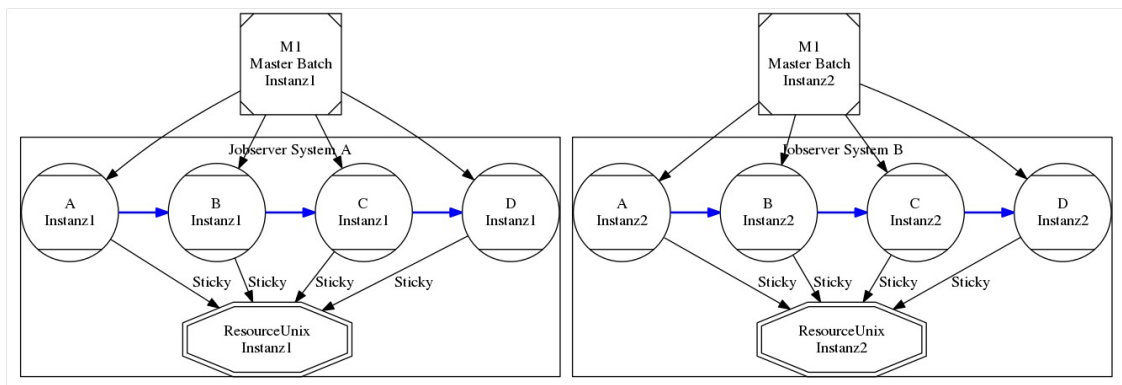 M1
Master Batch
Instanz1
M1
Master Batch
Instanz2
Jobserver System A
Jobserver System B
A
Instanz1
B
Instanz1
C
Instanz1
D
Instanz1
A
Instanz2
B
Instanz2
C
Instanz2
D
Instanz2
Sticky
Sticky
Sticky
Sticky
Sticky
Sticky
Sticky
Sticky
ResourceUnix
Instanz1
ResourceUnix
Instanz2